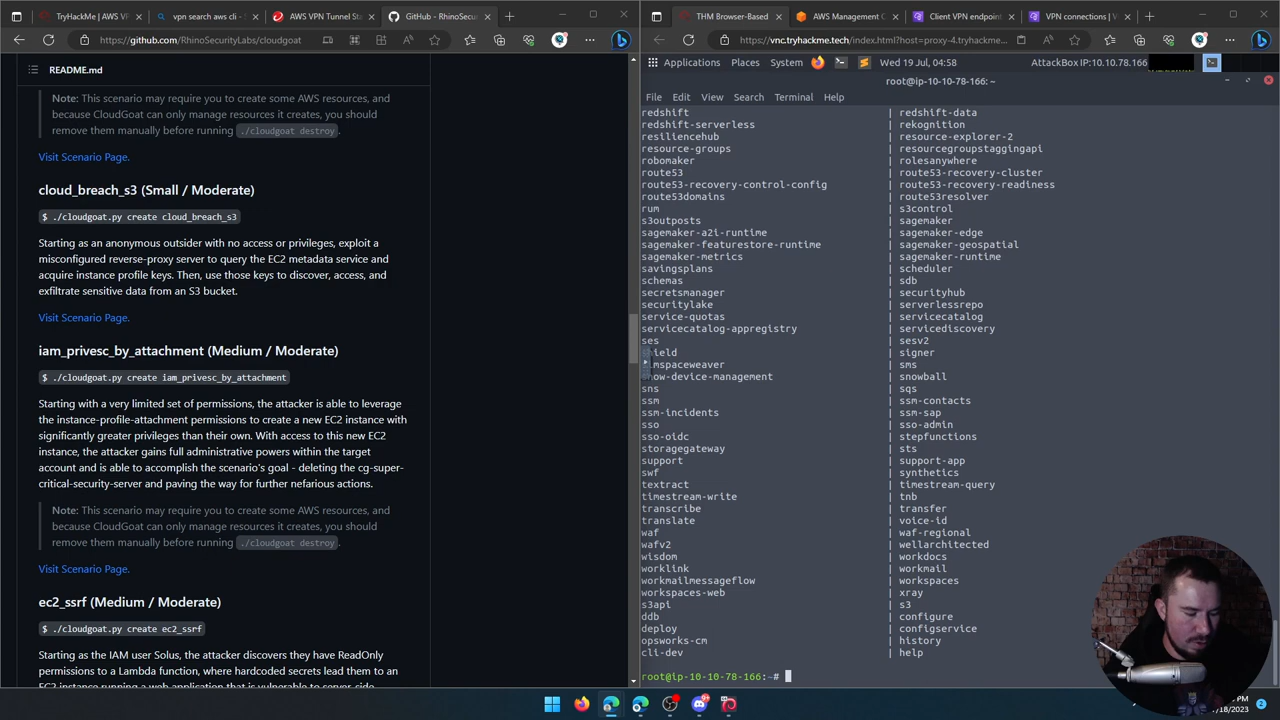 TryHackMe | AWS VP
vpn search aws cli -
AWS VPN Tunnel Sta
GitHub - RhinoSecurit
https://github.com/RhinoSecurityLabs/cloudgoat
README.md
Note: This scenario may require you to create some AWS resources, and
because CloudGoat can only manage resources it creates, you should
remove them manually before running ./cloudgoat destroy.
Visit Scenario Page.
cloud_breach_s3 (Small / Moderate)
$ ./cloudgoat.py create cloud_breach_s3
Starting as an anonymous outsider with no access or privileges, exploit a
misconfigured reverse-proxy server to query the EC2 metadata service and
acquire instance profile keys. Then, use those keys to discover, access, and
exfiltrate sensitive data from an S3 bucket.
Visit Scenario Page.
iam_privesc_by_attachment (Medium / Moderate)
$ ./cloudgoat.py create iam_privesc_by_attachment
Starting with a very limited set of permissions, the attacker is able to leverage
the instance-profile-attachment permissions to create a new EC2 instance with
significantly greater privileges than their own. With access to this new EC2
instance, the attacker gains full administrative powers within the target
account and is able to accomplish the scenario's goal - deleting the cg-super-
critical-security-server and paving the way for further nefarious actions.
Note: This scenario may require you to create some AWS resources, and
because CloudGoat can only manage resources it creates, you should
remove them manually before running ./cloudgoat destroy.
Visit Scenario Page.
ec2_ssrf (Medium / Moderate)
$ ./cloudgoat.py create ec2_ssrf
Starting as the IAM user Solus, the attacker discovers they have ReadOnly
permissions to a Lambda function, where hardcoded secrets lead them to an
EC2 instance running a web application that is vulnerable to server-side
THM Browser-Based
AWS Management C
Client VPN endpoint
VPN connections | V
https://vnc.tryhackme.tech/index.html?host=proxy-4.tryhackme...
Applications Places System Wed 19 Jul, 04:58 AttackBox IP:10.10.78.166
root@ip-10-10-78-166: ~
File Edit View Search Terminal Help
redshift | redshift-data
redshift-serverless | rekognition
resiliencehub | resource-explorer-2
resource-groups | resourcegroupstaggingapi
robomaker | rolesanywhere
route53 | route53-recovery-cluster
route53-recovery-control-config | route53-recovery-readiness
route53domains | route53resolver
rum | s3control
s3outposts | sagemaker
sagemaker-a2i-runtime | sagemaker-edge
sagemaker-featurestore-runtime | sagemaker-geospatial
sagemaker-metrics | sagemaker-runtime
savingsplans | scheduler
schemas | sdb
secretsmanager | securityhub
securitylake | serverlessrepo
service-quotas | servicecatalog
servicecatalog-appregistry | servicediscovery
ses | sesv2
hield | signer
mspaceweaver | sms
now-device-management | snowball
sns | sqs
ssm | ssm-contacts
ssm-incidents | ssm-sap
sso | sso-admin
sso-oidc | stepfunctions
storagegateway | sts
support | support-app
swf | synthetics
textract | timestream-query
timestream-write | tnb
transcribe | transfer
translate | voice-id
waf | waf-regional
wafv2 | wellarchitected
wisdom | workdocs
worklink | workmail
workmailmessageflow | workspaces
workspaces-web | xray
s3api | s3
ddb | configure
deploy | configservice
opsworks-cm | history
cli-dev | help
root@ip-10-10-78-166:~#
/18/2023